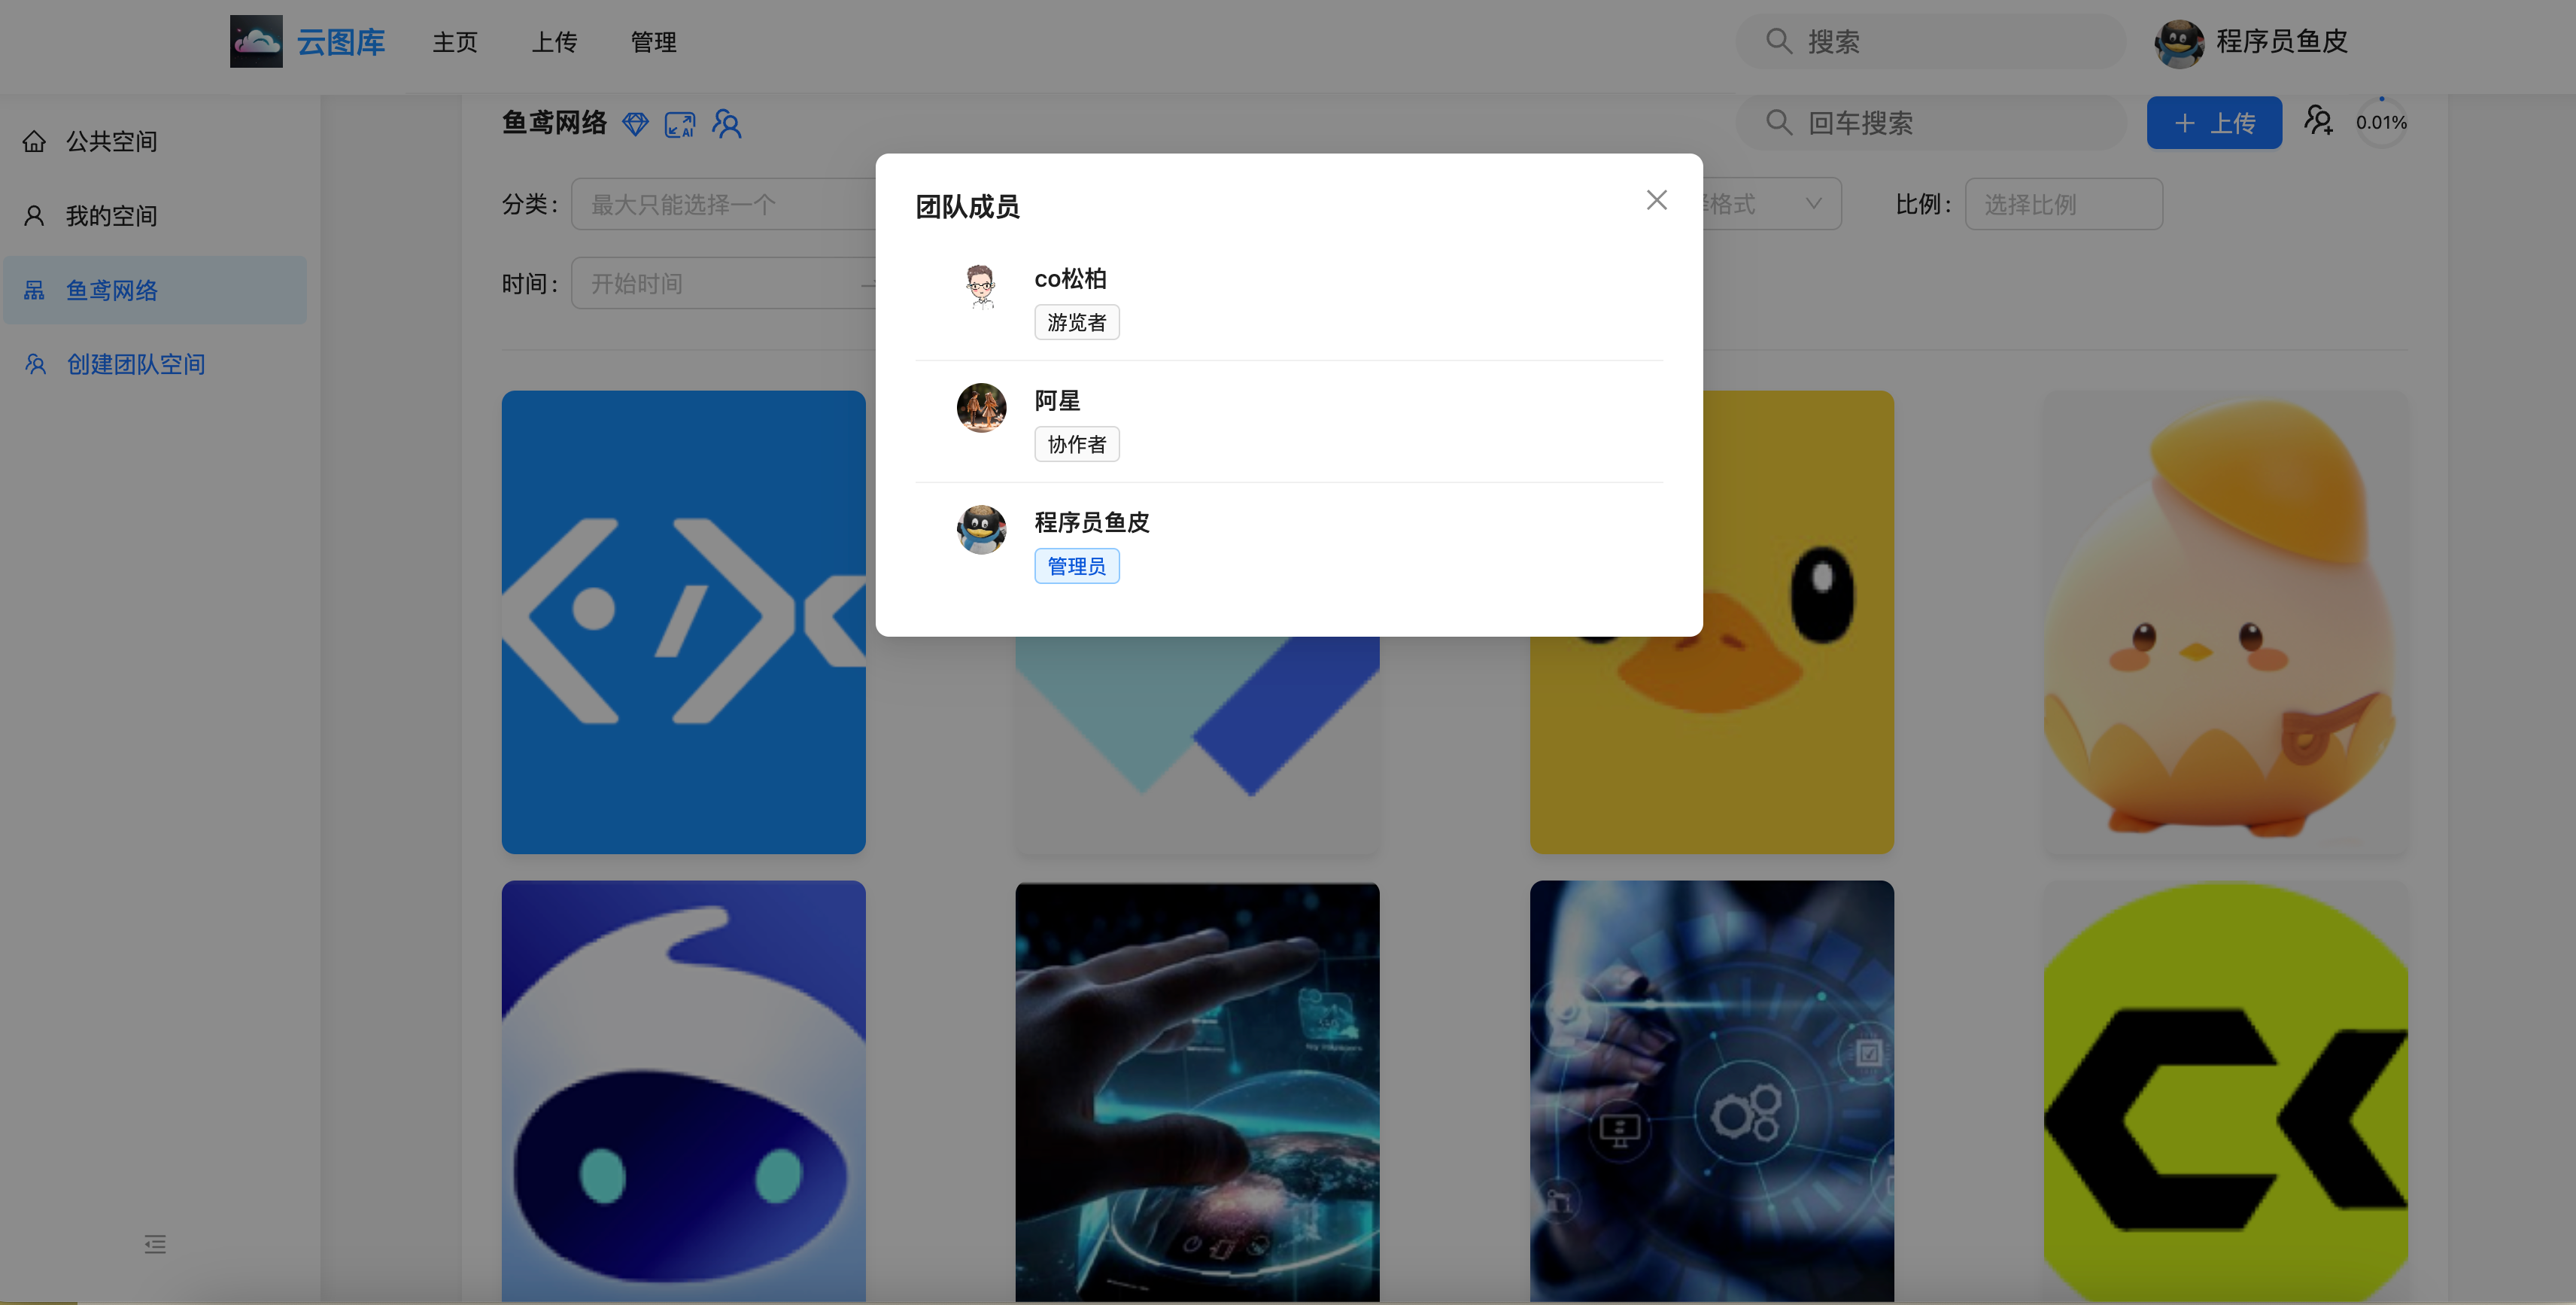 云图库 主页 上传 管理 搜索 程序员鱼皮
公共空间
我的空间
鱼鸢网络
创建团队空间
鱼鸢网络 AI 回车搜索 上传 0.01%
分类： 最大只能选择一个 格式 比例： 选择比例
时间： 开始时间
团队成员
co松柏
游览者
阿星
协作者
程序员鱼皮
管理员